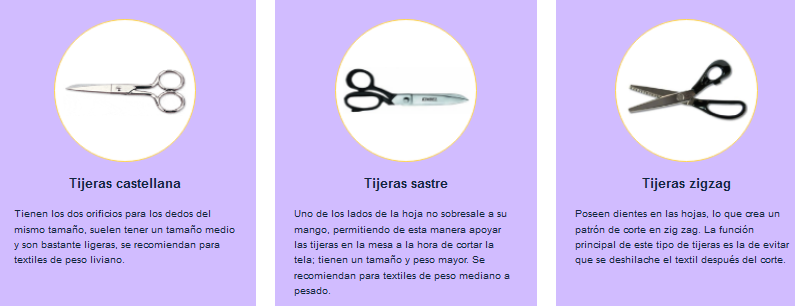 Tijeras castellana
Tienen los dos orificios para los dedos del
mismo tamaño, suelen tener un tamaño medio
y son bastante ligeras, se recomiendan para
textiles de peso liviano.
Tijeras sastre
Uno de los lados de la hoja no sobresale a su
mango, permitiendo de esta manera apoyar
las tijeras en la mesa a la hora de cortar la
tela; tienen un tamaño y peso mayor. Se
recomiendan para textiles de peso mediano a
pesado.
Tijeras zigzag
Poseen dientes en las hojas, lo que crea un
patrón de corte en zig zag. La función
principal de este tipo de tijeras es la de evitar
que se deshilache el textil después del corte.